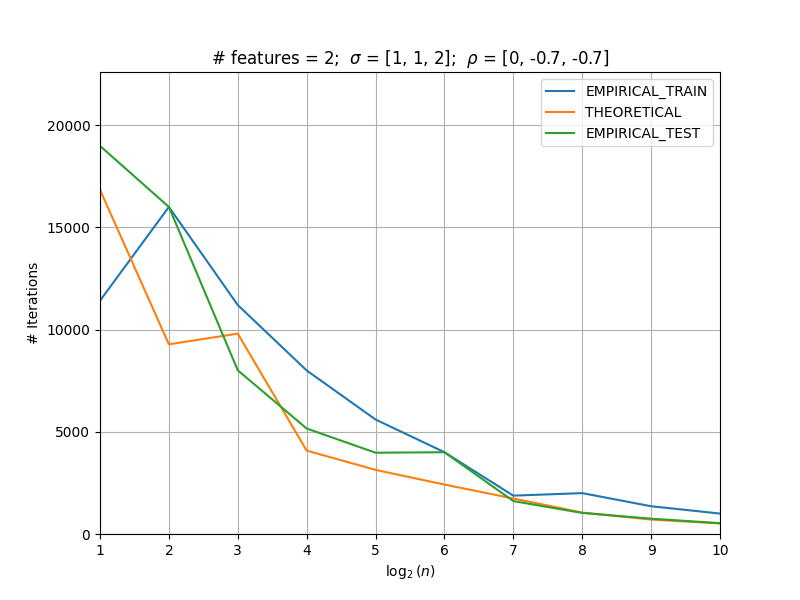 # features = 2; σ = [1, 1, 2]; ρ = [0, -0.7, -0.7]
EMPIRICAL_TRAIN
THEORETICAL
EMPIRICAL_TEST
# Iterations
20000
15000
10000
5000
0
1 2 3 4 5 6 7 8 9 10
log₂(n)